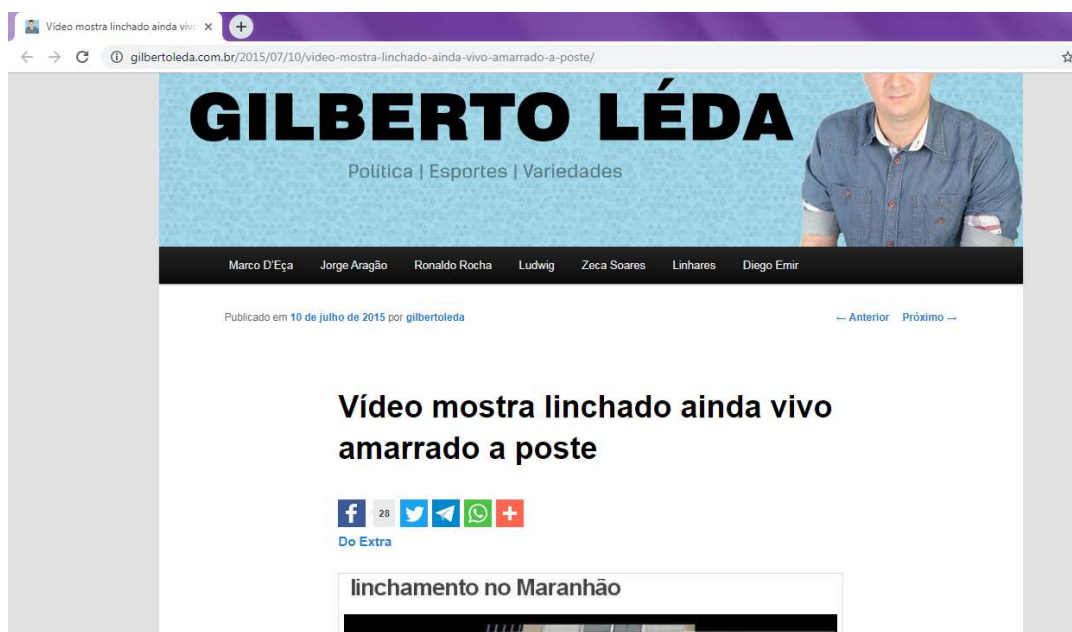 Vídeo mostra linchado ainda vivo
gilbertoleda.com.br/2015/07/10/video-mostra-linchado-ainda-vivo-amarrado-a-poste/
GILBERTO LÉDA
Política | Esportes | Variedades
Marco D'Eça Jorge Aragão Ronaldo Rocha Ludwig Zeca Soares Linhares Diego Emir
Publicado em 10 de julho de 2015 por gilbertoleda ← Anterior Próximo →
Vídeo mostra linchado ainda vivo
amarrado a poste
28
Do Extra
linchamento no Maranhão